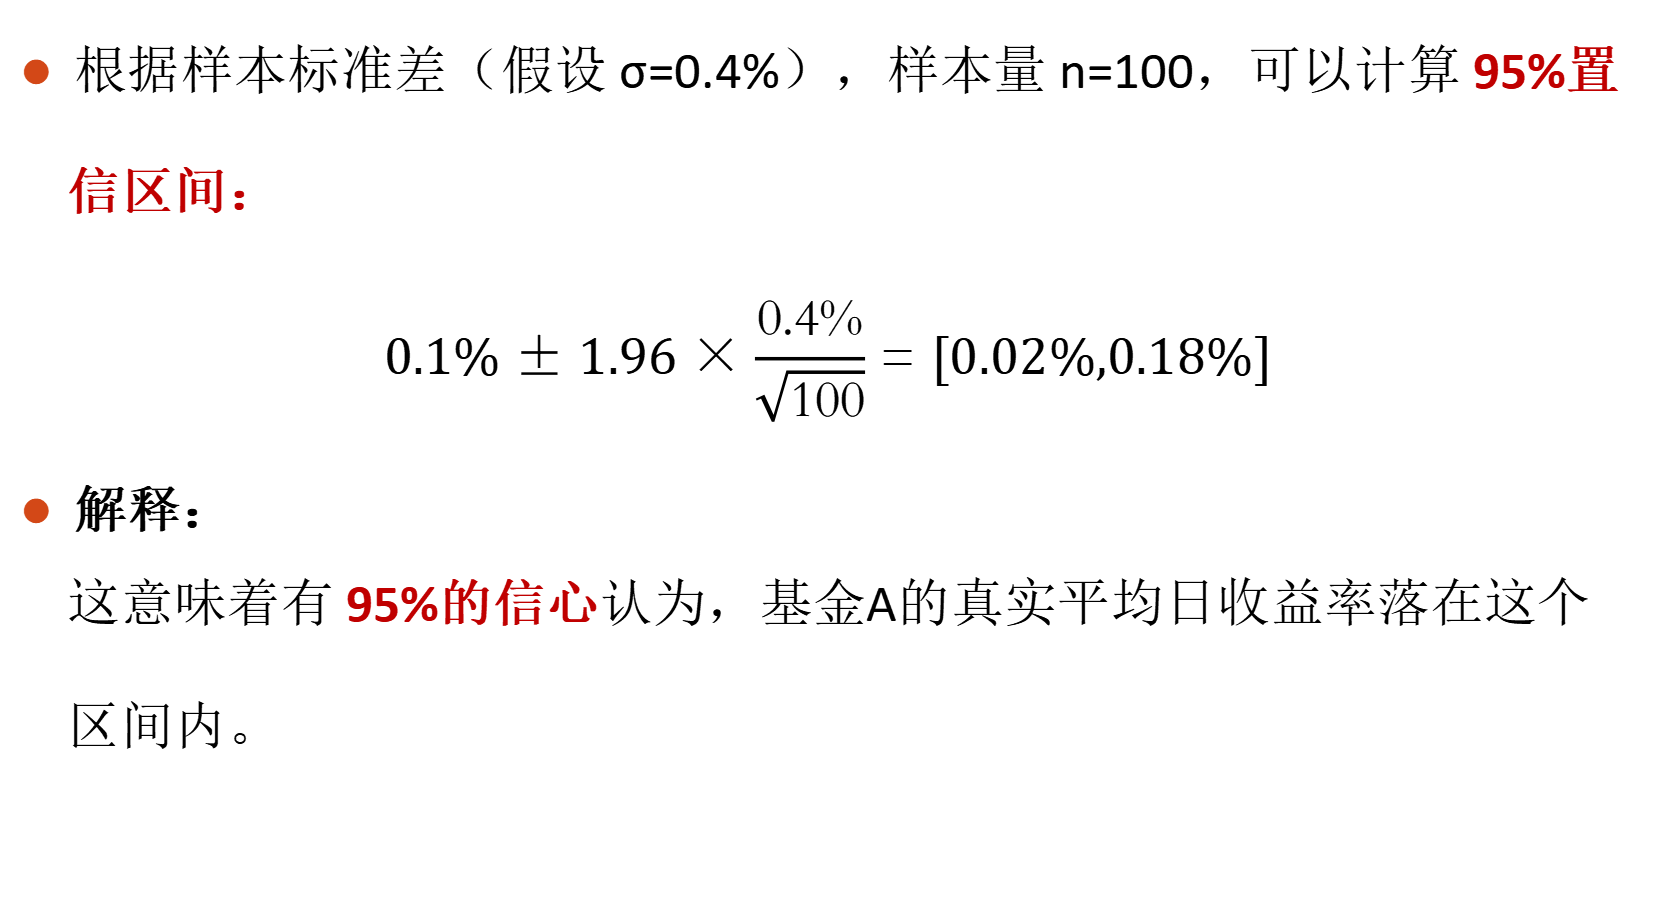 ● 根据样本标准差（假设 σ=0.4%），样本量 n=100，可以计算 95%置
信区间：
0.1% ± 1.96 × \frac{0.4%}{\sqrt{100}} = [0.02%,0.18%]
● 解释：
这意味着有 95%的信心认为，基金A的真实平均日收益率落在这个
区间内。